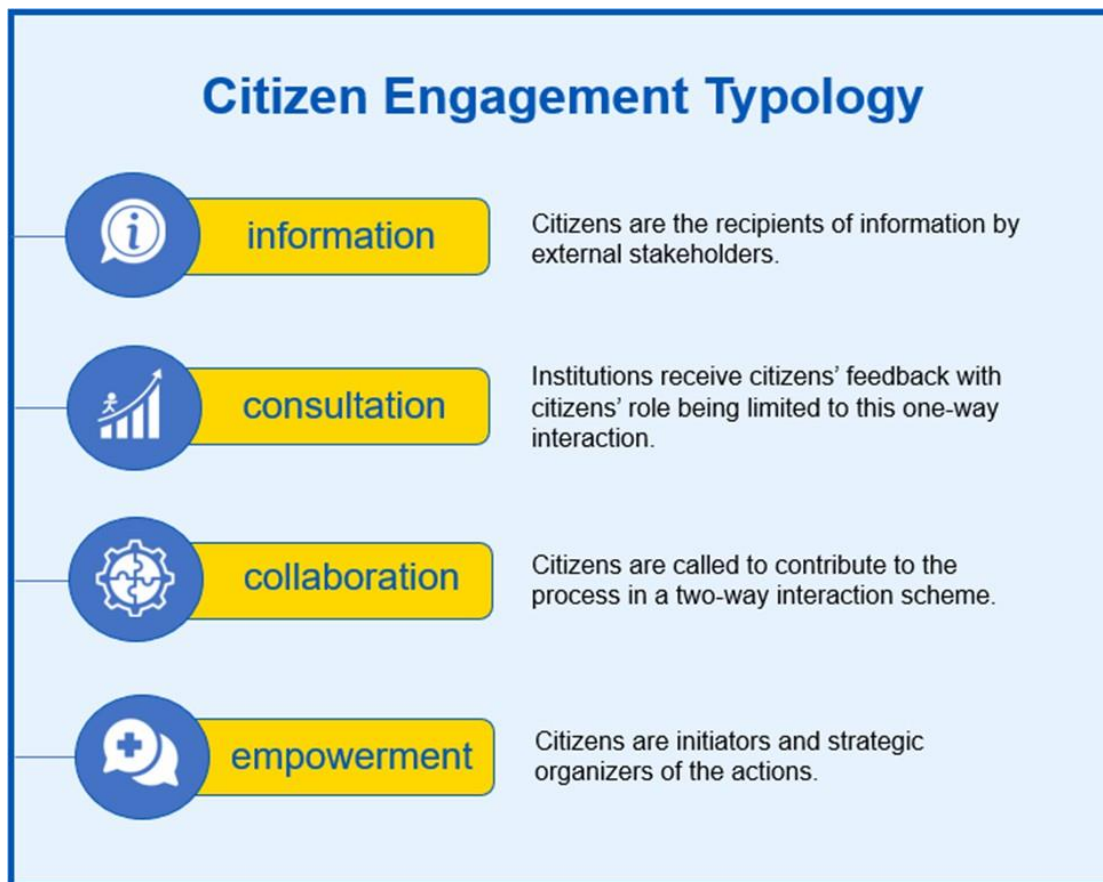 Citizen Engagement Typology
information
Citizens are the recipients of information by
external stakeholders.
consultation
Institutions receive citizens’ feedback with
citizens’ role being limited to this one-way
interaction.
collaboration
Citizens are called to contribute to the
process in a two-way interaction scheme.
empowerment
Citizens are initiators and strategic
organizers of the actions.